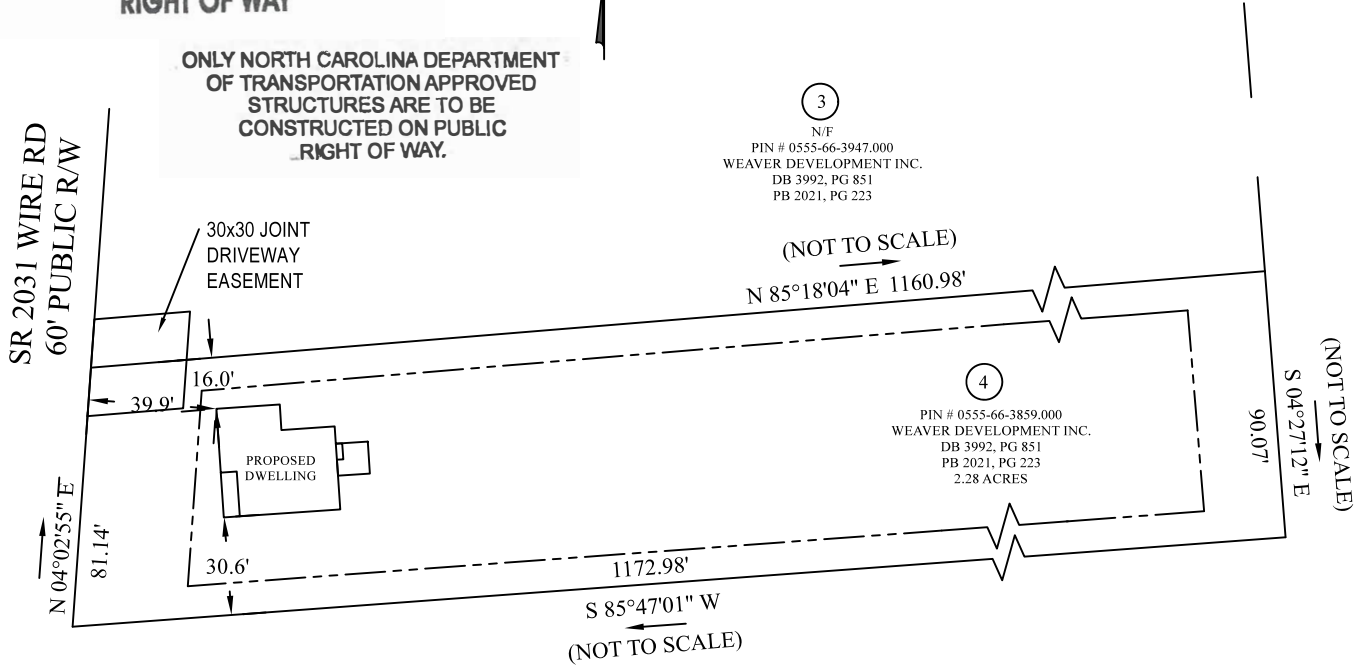 RIGHT OF WAY
ONLY NORTH CAROLINA DEPARTMENT
OF TRANSPORTATION APPROVED
STRUCTURES ARE TO BE
CONSTRUCTED ON PUBLIC
RIGHT OF WAY.
3
N/F
PIN # 0555-66-3947.000
WEAVER DEVELOPMENT INC.
DB 3992, PG 851
PB 2021, PG 223
SR 2031 WIRE RD
60' PUBLIC R/W
30x30 JOINT
DRIVEWAY
EASEMENT
(NOT TO SCALE)
N 85°18'04" E 1160.98'
16.0'
39.9'
PROPOSED
DWELLING
4
PIN # 0555-66-3859.000
WEAVER DEVELOPMENT INC.
DB 3992, PG 851
PB 2021, PG 223
2.28 ACRES
90.07'
S 04°27'12" E
(NOT TO SCALE)
N 04°02'55" E
81.14'
30.6'
1172.98'
S 85°47'01" W
(NOT TO SCALE)